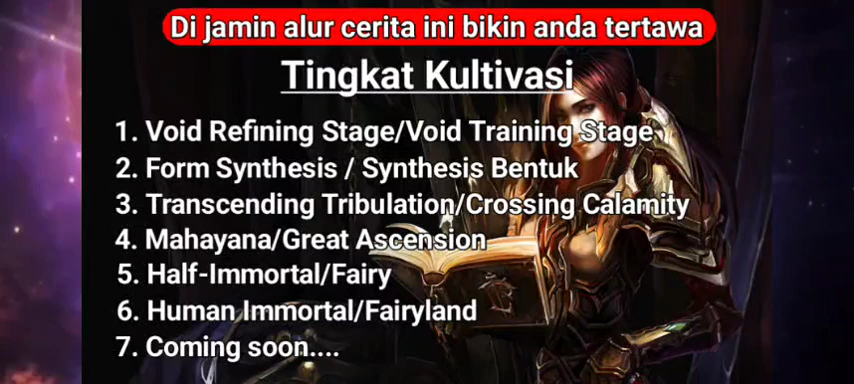 Di jamin alur cerita ini bikin anda tertawa
Tingkat Kultivasi
1. Void Refining Stage/Void Training Stage
2. Form Synthesis / Synthesis Bentuk
3. Transcending Tribulation/Crossing Calamity
4. Mahayana/Great Ascension
5. Half-Immortal/Fairy
6. Human Immortal/Fairyland
7. Coming soon....